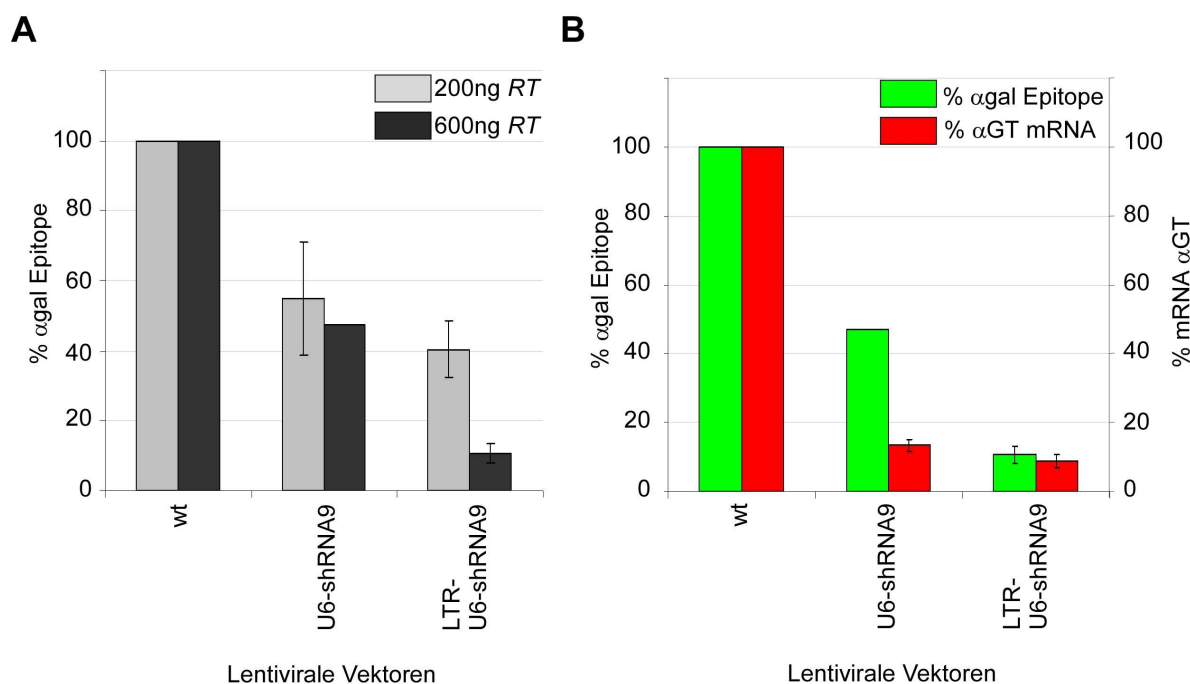 A
200ng RT
600ng RT
% αgal Epitope
100
80
60
40
20
0
wt
U6-shRNA9
LTR-
U6-shRNA9
Lentivirale Vektoren
B
% αgal Epitope
% αGT mRNA
% αgal Epitope
100
80
60
40
20
0
100
80
60
40
20
0
% mRNA αGT
wt
U6-shRNA9
LTR-
U6-shRNA9
Lentivirale Vektoren